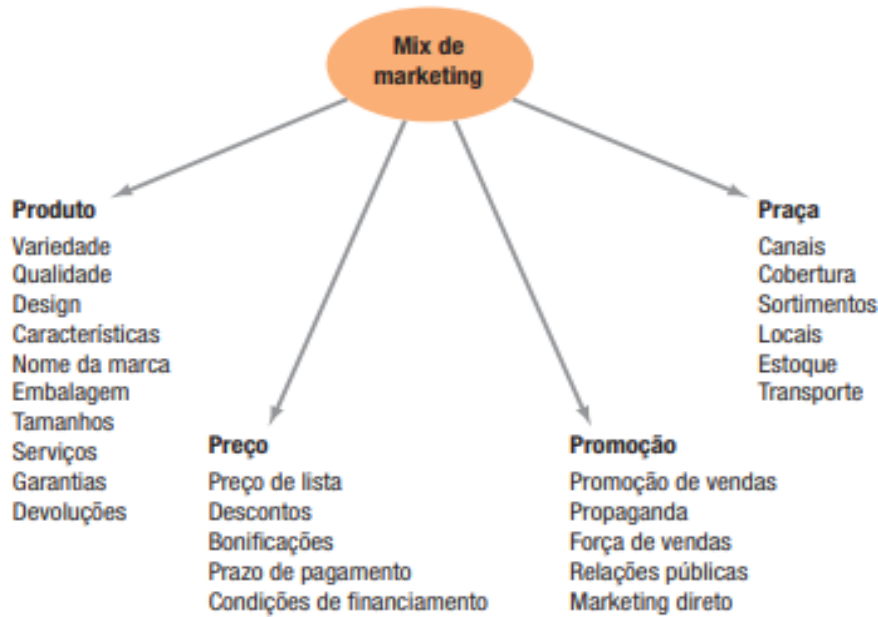 Mix de
marketing
Produto
Variedade
Qualidade
Design
Características
Nome da marca
Embalagem
Tamanhos
Serviços
Garantias
Devoluções
Preço
Preço de lista
Descontos
Bonificações
Prazo de pagamento
Condições de financiamento
Promoção
Promoção de vendas
Propaganda
Força de vendas
Relações públicas
Marketing direto
Praça
Canais
Cobertura
Sortimentos
Locais
Estoque
Transporte